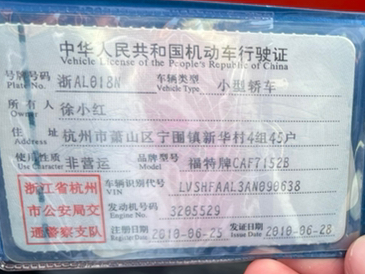 中华人民共和国机动车行驶证
Vehicle License of the People's Republic of China
号牌号码 Plate No. 浙AL018N 车辆类型 Vehicle Type 小型轿车
所有人 Owner 徐小红
住址 Address 杭州市萧山区宁围镇新华村4组45户
使用性质 Use Character 非营运 品牌型号 Model 福特牌CAF7152B
浙江省杭州
市公安局交
通警察支队
车辆识别代号 VIN LVSHFAAL3AN090638
发动机号码 Engine No. 3205529
注册日期 Register Date 2010-06-25 发证日期 Issue Date 2010-06-28